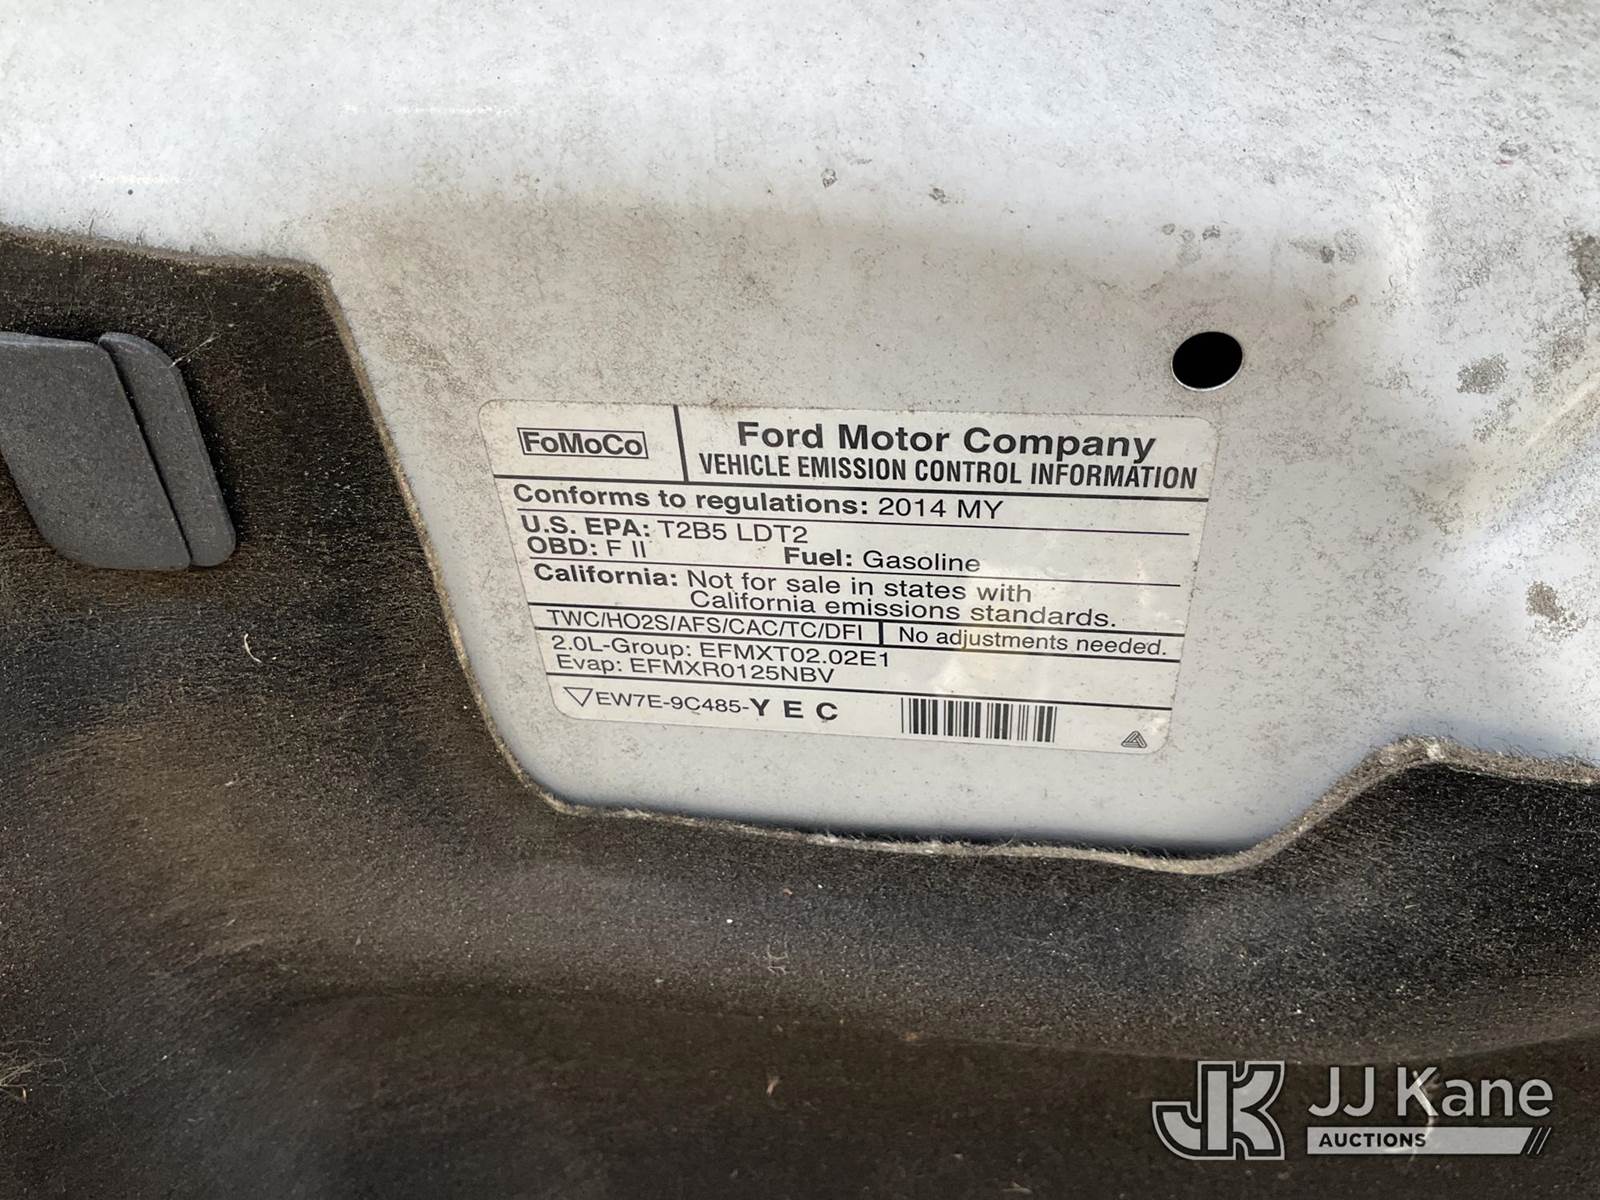 FoMoCo
Ford Motor Company
VEHICLE EMISSION CONTROL INFORMATION
Conforms to regulations: 2014 MY
U.S. EPA: T2B5 LDT2
OBD: F II Fuel: Gasoline
California: Not for sale in states with
California emissions standards.
TWC/HO2S/AFS/CAC/TC/DFI No adjustments needed.
2.0L-Group: EFMXT02.02E1
Evap: EFMXR0125NBV
EW7E-9C485-Y E C
JK JJ Kane
AUCTIONS